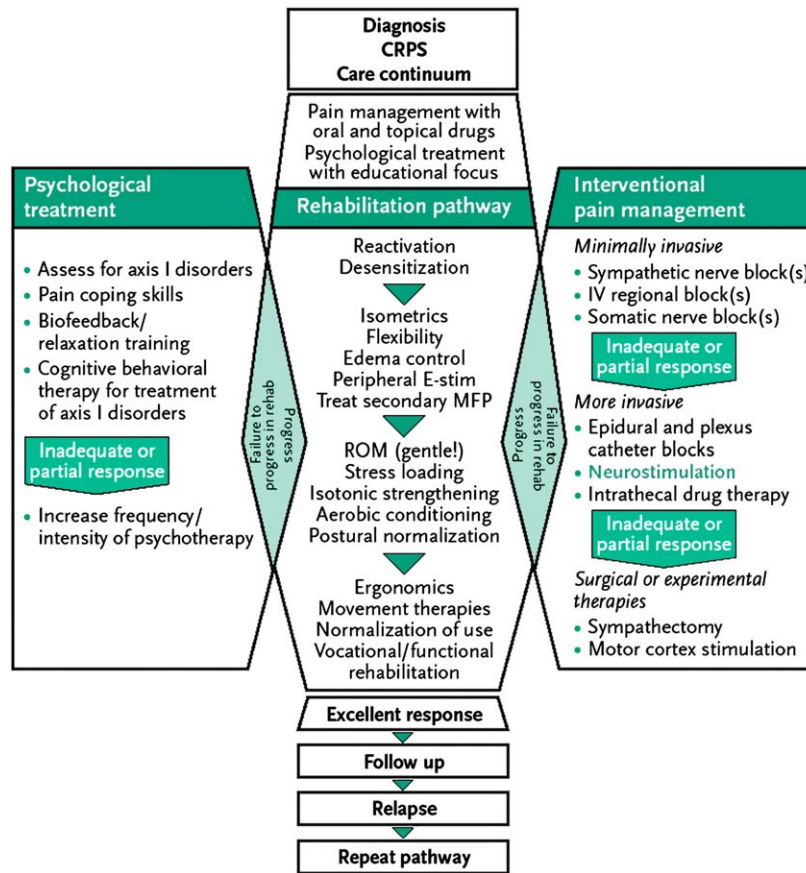 Diagnosis
CRPS
Care continuum
Pain management with
oral and topical drugs
Psychological treatment
with educational focus
Psychological
treatment
• Assess for axis I disorders
• Pain coping skills
• Biofeedback/
relaxation training
• Cognitive behavioral
therapy for treatment
of axis I disorders
Inadequate or
partial response
• Increase frequency/
intensity of psychotherapy
Failure to
progress in rehab
Progress
Rehabilitation pathway
Reactivation
Desensitization
Isometrics
Flexibility
Edema control
Peripheral E-stim
Treat secondary MFP
ROM (gentle!)
Stress loading
Isotonic strengthening
Aerobic conditioning
Postural normalization
Ergonomics
Movement therapies
Normalization of use
Vocational/functional
rehabilitation
Progress
Failure to
progress in rehab
Interventional
pain management
Minimally invasive
• Sympathetic nerve block(s)
• IV regional block(s)
• Somatic nerve block(s)
Inadequate or
partial response
More invasive
• Epidural and plexus
catheter blocks
• Neurostimulation
• Intrathecal drug therapy
Inadequate or
partial response
Surgical or experimental
therapies
• Sympathectomy
• Motor cortex stimulation
Excellent response
Follow up
Relapse
Repeat pathway